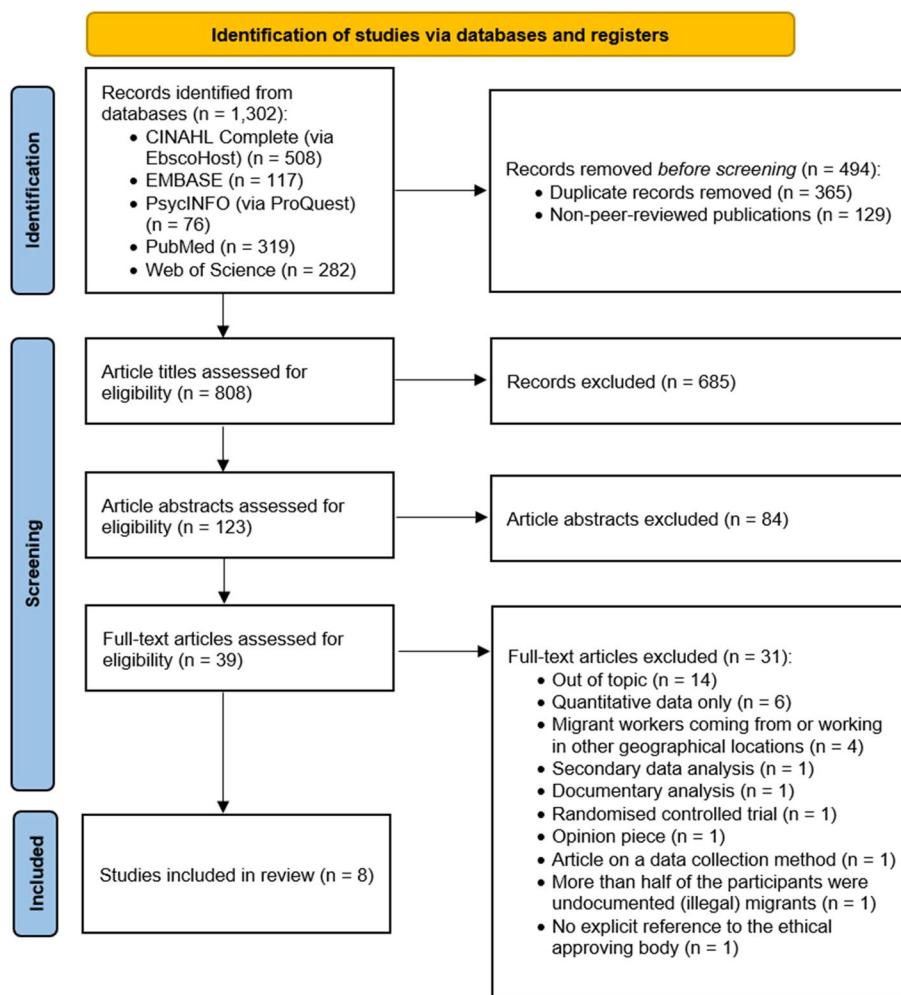 Identification of studies via databases and registers
Identification
Records identified from
databases (n = 1,302):
• CINAHL Complete (via
EbscoHost) (n = 508)
• EMBASE (n = 117)
• PsycINFO (via ProQuest)
(n = 76)
• PubMed (n = 319)
• Web of Science (n = 282)
Records removed before screening (n = 494):
• Duplicate records removed (n = 365)
• Non-peer-reviewed publications (n = 129)
Screening
Article titles assessed for
eligibility (n = 808)
Records excluded (n = 685)
Article abstracts assessed for
eligibility (n = 123)
Article abstracts excluded (n = 84)
Full-text articles assessed for
eligibility (n = 39)
Full-text articles excluded (n = 31):
• Out of topic (n = 14)
• Quantitative data only (n = 6)
• Migrant workers coming from or working
in other geographical locations (n = 4)
• Secondary data analysis (n = 1)
• Documentary analysis (n = 1)
• Randomised controlled trial (n = 1)
• Opinion piece (n = 1)
• Article on a data collection method (n = 1)
• More than half of the participants were
undocumented (illegal) migrants (n = 1)
• No explicit reference to the ethical
approving body (n = 1)
Included
Studies included in review (n = 8)